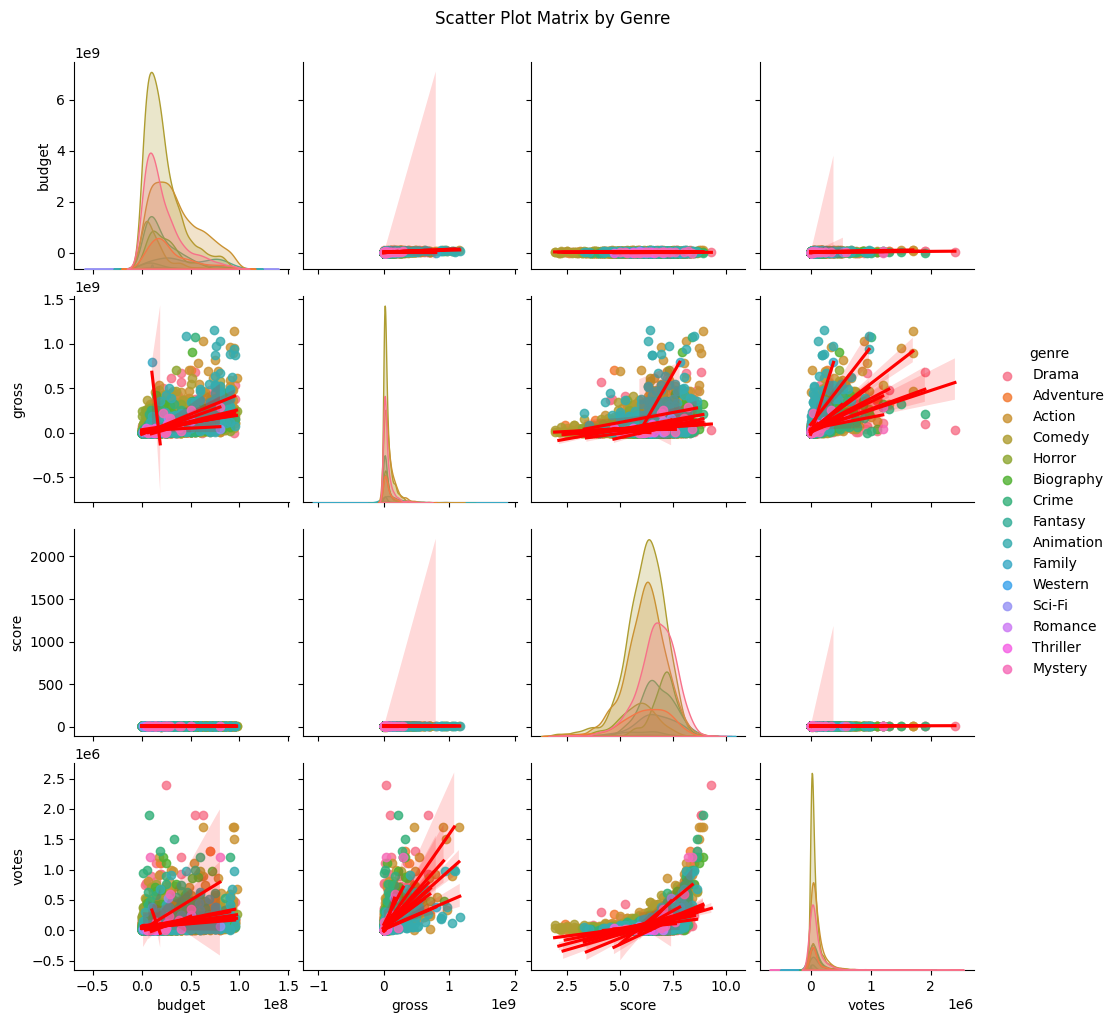 Scatter Plot Matrix by Genre
1e9
6
4
2
0
budget
1e9
1.5
1.0
0.5
0.0
−0.5
gross
2000
1500
1000
500
0
score
1e6
2.5
2.0
1.5
1.0
0.5
0.0
−0.5
votes
−0.5 0.0 0.5 1.0 1.5
1e8
budget
−1 0 1 2
1e9
gross
2.5 5.0 7.5 10.0
score
0 1 2
1e6
votes
genre
Drama
Adventure
Action
Comedy
Horror
Biography
Crime
Fantasy
Animation
Family
Western
Sci-Fi
Romance
Thriller
Mystery